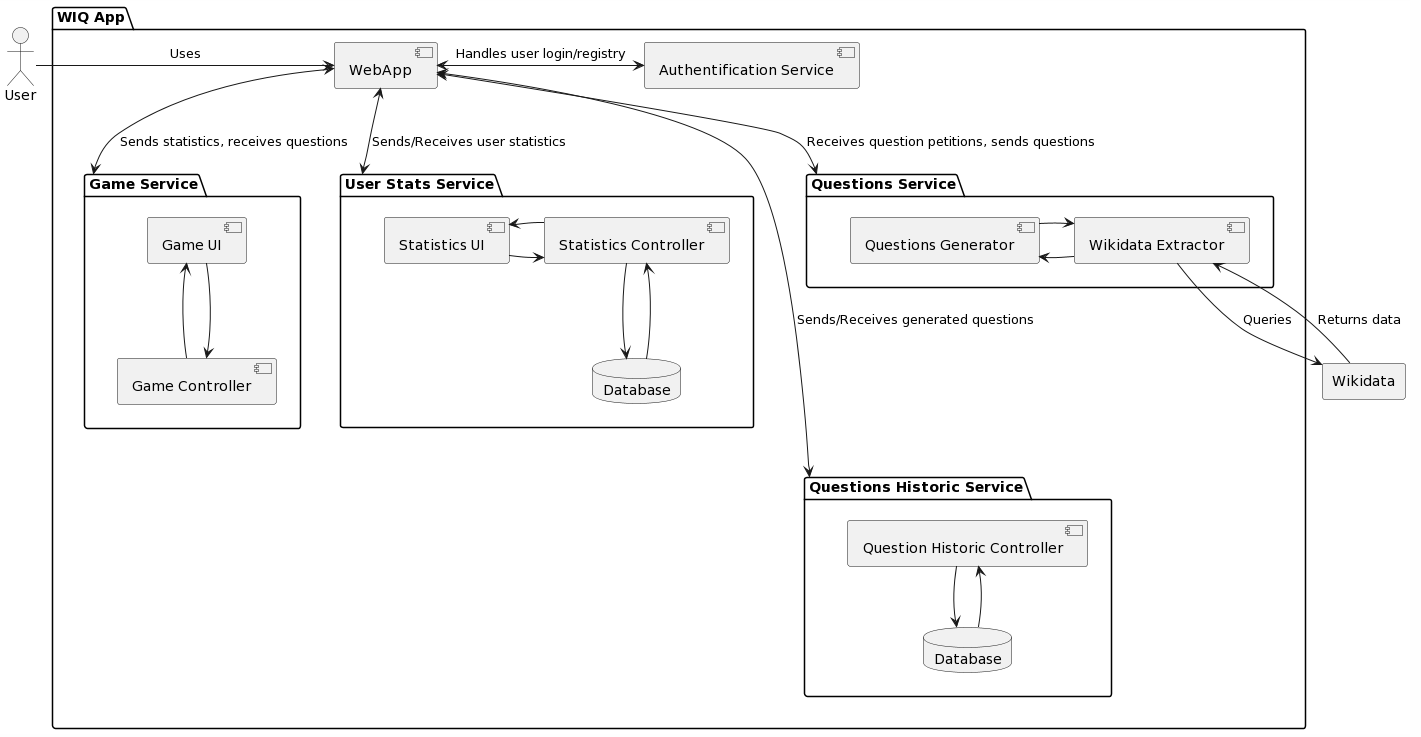 WIQ App
Uses
Handles user login/registry
WebApp
Authentification Service
User
Sends statistics, receives questions
Sends/Receives user statistics
Receives question petitions, sends questions
Game Service
User Stats Service
Questions Service
Game UI
Statistics UI
Statistics Controller
Questions Generator
Wikidata Extractor
Sends/Receives generated questions
Queries
Returns data
Game Controller
Database
Wikidata
Questions Historic Service
Question Historic Controller
Database